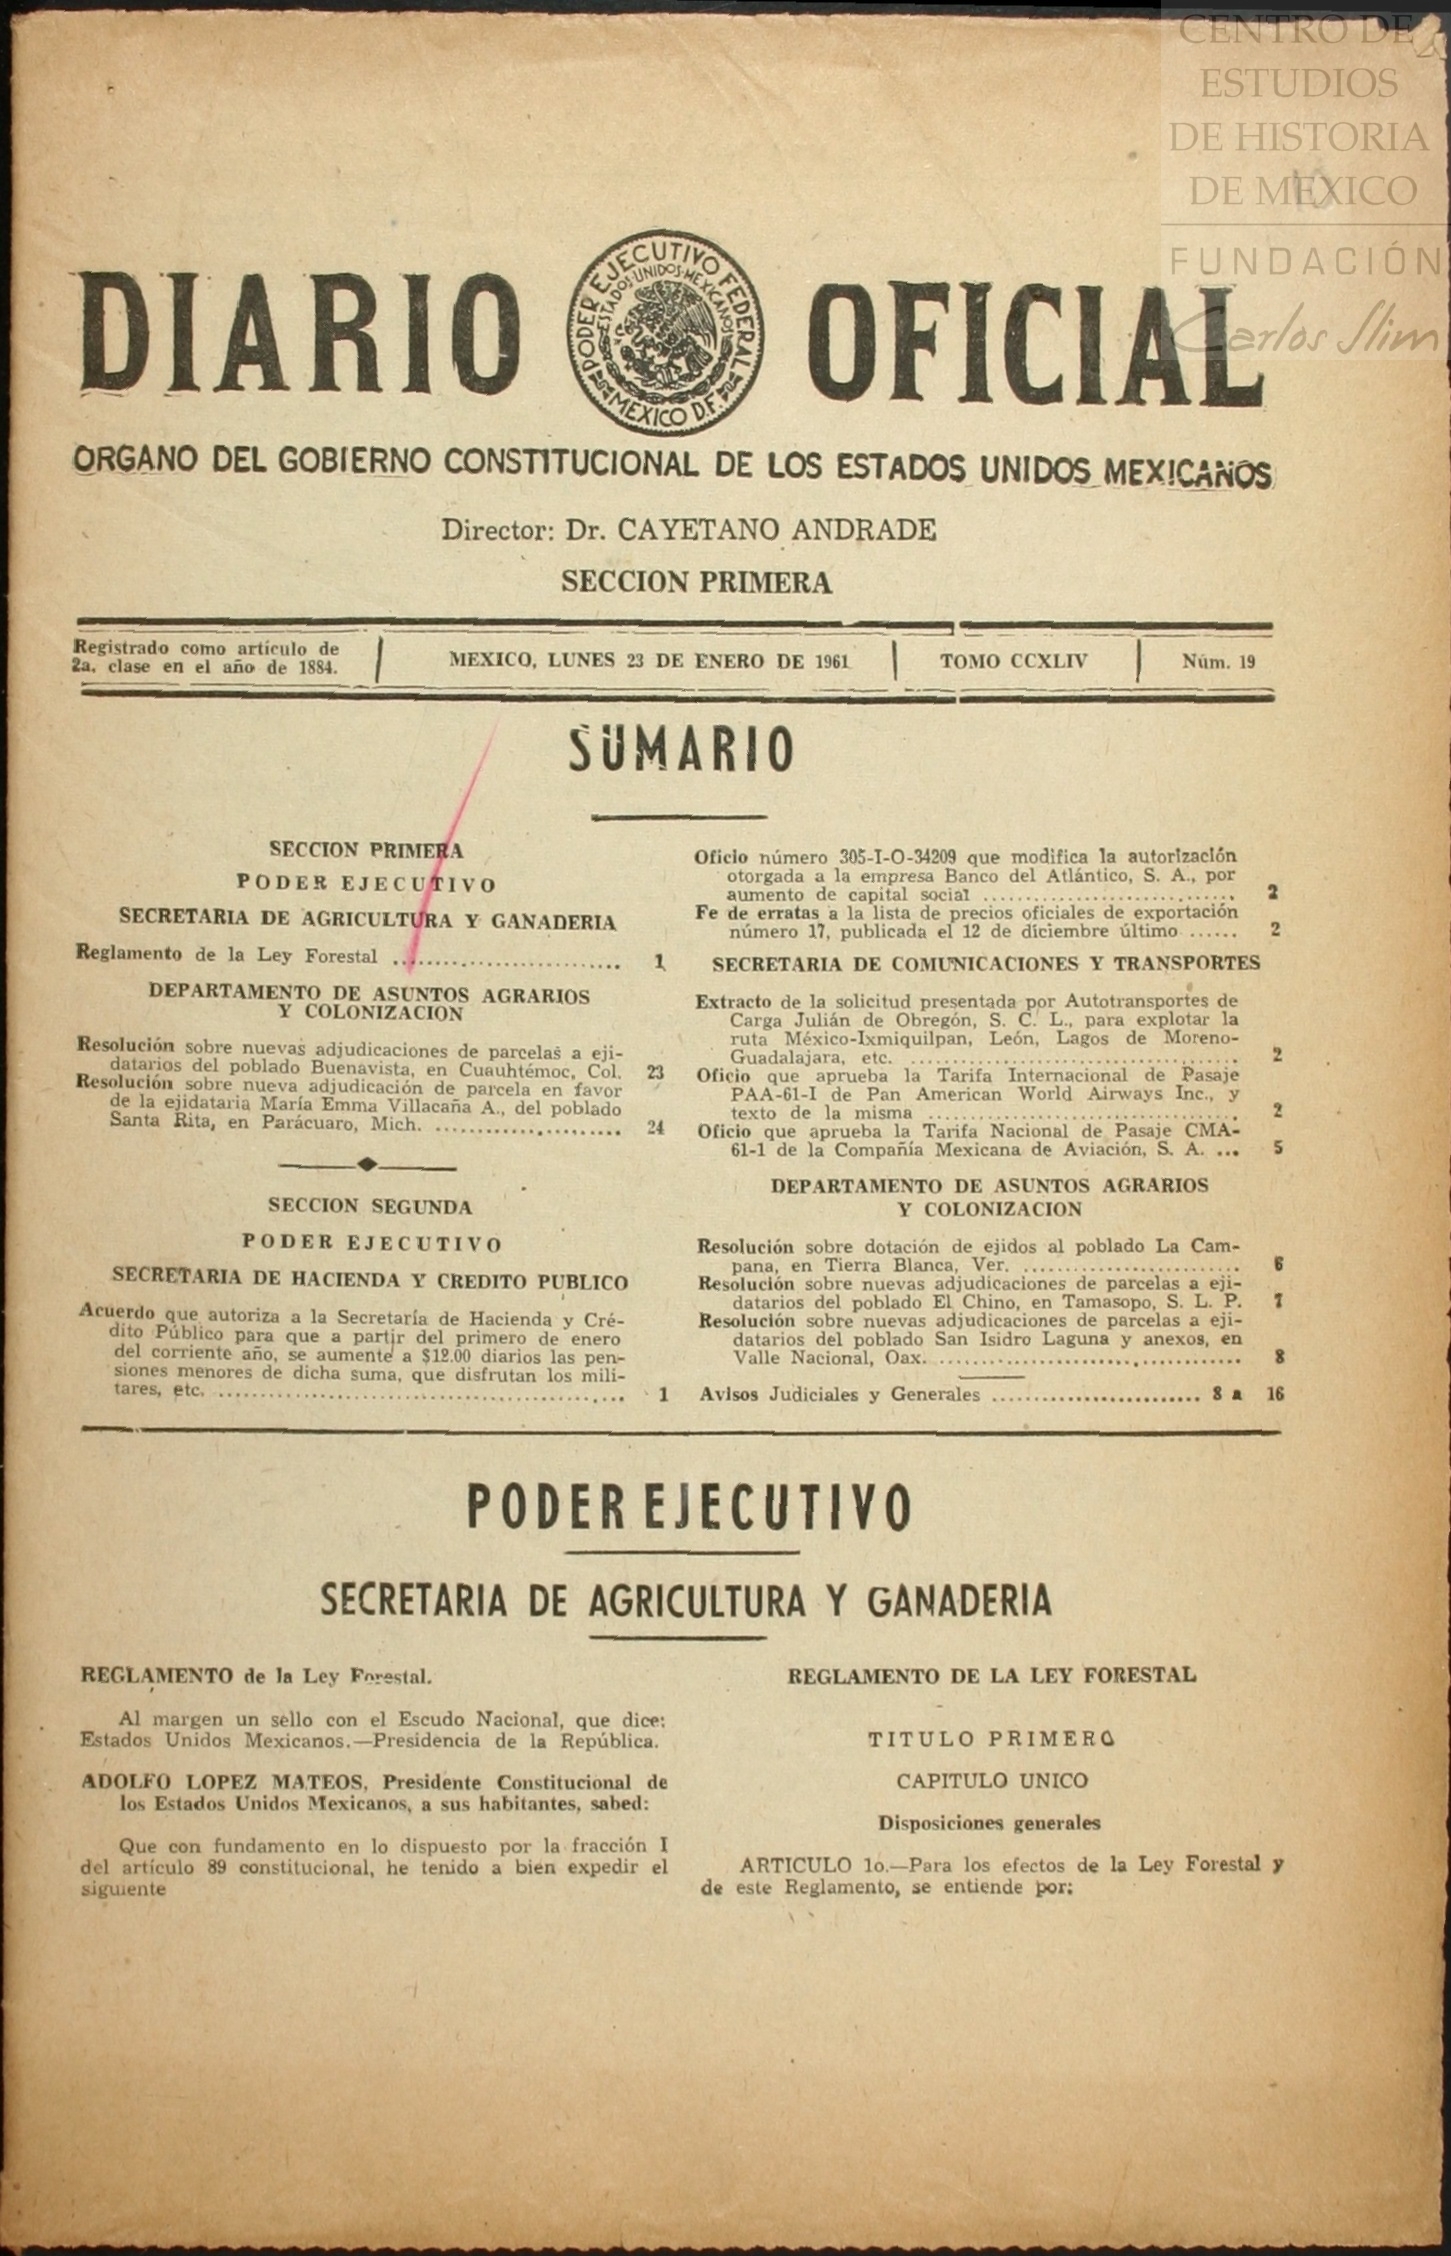 CENTRO DE
ESTUDIOS
DE HISTORIA
DE MEXICO
FUNDACIÓN
Carlos Slim
DIARIO OFICIAL
PODER EJECUTIVO FEDERAL
ESTADOS·UNIDOS·MEXICANOS
MEXICO D.F.
ORGANO DEL GOBIERNO CONSTITUCIONAL DE LOS ESTADOS UNIDOS MEXICANOS
Director: Dr. CAYETANO ANDRADE
SECCION PRIMERA
Registrado como artículo de
2a. clase en el año de 1884.
MEXICO, LUNES 23 DE ENERO DE 1961
TOMO CCXLIV
Núm. 19
SUMARIO
SECCION PRIMERA
PODER EJECUTIVO
SECRETARIA DE AGRICULTURA Y GANADERIA
Reglamento de la Ley Forestal ........................... 1
DEPARTAMENTO DE ASUNTOS AGRARIOS
Y COLONIZACION
Resolución sobre nuevas adjudicaciones de parcelas a eji-
datarios del poblado Buenavista, en Cuauhtémoc, Col. 23
Resolución sobre nueva adjudicación de parcela en favor
de la ejidataria María Emma Villacaña A., del poblado
Santa Rita, en Parácuaro, Mich. ...................... 24
SECCION SEGUNDA
PODER EJECUTIVO
SECRETARIA DE HACIENDA Y CREDITO PUBLICO
Acuerdo que autoriza a la Secretaría de Hacienda y Cré-
dito Público para que a partir del primero de enero
del corriente año, se aumente a $12.00 diarios las pen-
siones menores de dicha suma, que disfrutan los mili-
tares, etc. ................................................ 1
Oficio número 305-I-O-34209 que modifica la autorización
otorgada a la empresa Banco del Atlántico, S. A., por
aumento de capital social .............................. 2
Fe de erratas a la lista de precios oficiales de exportación
número 17, publicada el 12 de diciembre último ...... 2
SECRETARIA DE COMUNICACIONES Y TRANSPORTES
Extracto de la solicitud presentada por Autotransportes de
Carga Julián de Obregón, S. C. L., para explotar la
ruta México-Ixmiquilpan, León, Lagos de Moreno-
Guadalajara, etc. ...................................... 2
Oficio que aprueba la Tarifa Internacional de Pasaje
PAA-61-I de Pan American World Airways Inc., y
texto de la misma .................................... 2
Oficio que aprueba la Tarifa Nacional de Pasaje CMA-
61-1 de la Compañía Mexicana de Aviación, S. A. ... 5
DEPARTAMENTO DE ASUNTOS AGRARIOS
Y COLONIZACION
Resolución sobre dotación de ejidos al poblado La Cam-
pana, en Tierra Blanca, Ver. .......................... 6
Resolución sobre nuevas adjudicaciones de parcelas a eji-
datarios del poblado El Chino, en Tamasopo, S. L. P. 7
Resolución sobre nuevas adjudicaciones de parcelas a eji-
datarios del poblado San Isidro Laguna y anexos, en
Valle Nacional, Oax. .................................... 8
Avisos Judiciales y Generales ......................... 8 a 16
PODER EJECUTIVO
SECRETARIA DE AGRICULTURA Y GANADERIA
REGLAMENTO de la Ley Forestal.
Al margen un sello con el Escudo Nacional, que dice:
Estados Unidos Mexicanos.—Presidencia de la República.
ADOLFO LOPEZ MATEOS, Presidente Constitucional de
los Estados Unidos Mexicanos, a sus habitantes, sabed:
Que con fundamento en lo dispuesto por la fracción I
del artículo 89 constitucional, he tenido a bien expedir el
siguiente
REGLAMENTO DE LA LEY FORESTAL
TITULO PRIMERO
CAPITULO UNICO
Disposiciones generales
ARTICULO 1o.—Para los efectos de la Ley Forestal y
de este Reglamento, se entiende por: